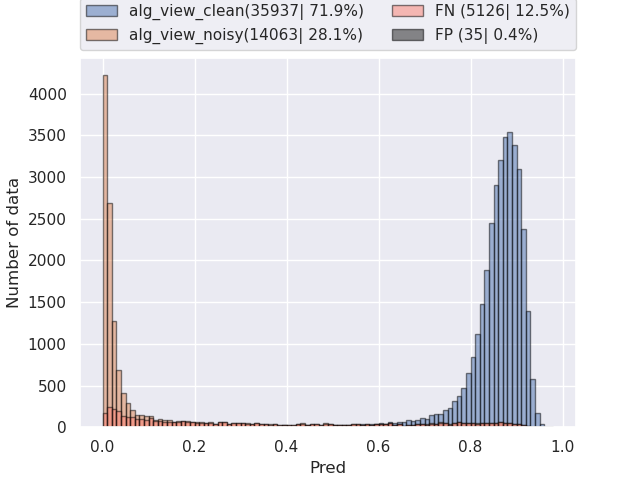 alg_view_clean(35937| 71.9%)
alg_view_noisy(14063| 28.1%)
FN (5126| 12.5%)
FP (35| 0.4%)
Number of data
4000
3500
3000
2500
2000
1500
1000
500
0
0.0 0.2 0.4 0.6 0.8 1.0
Pred